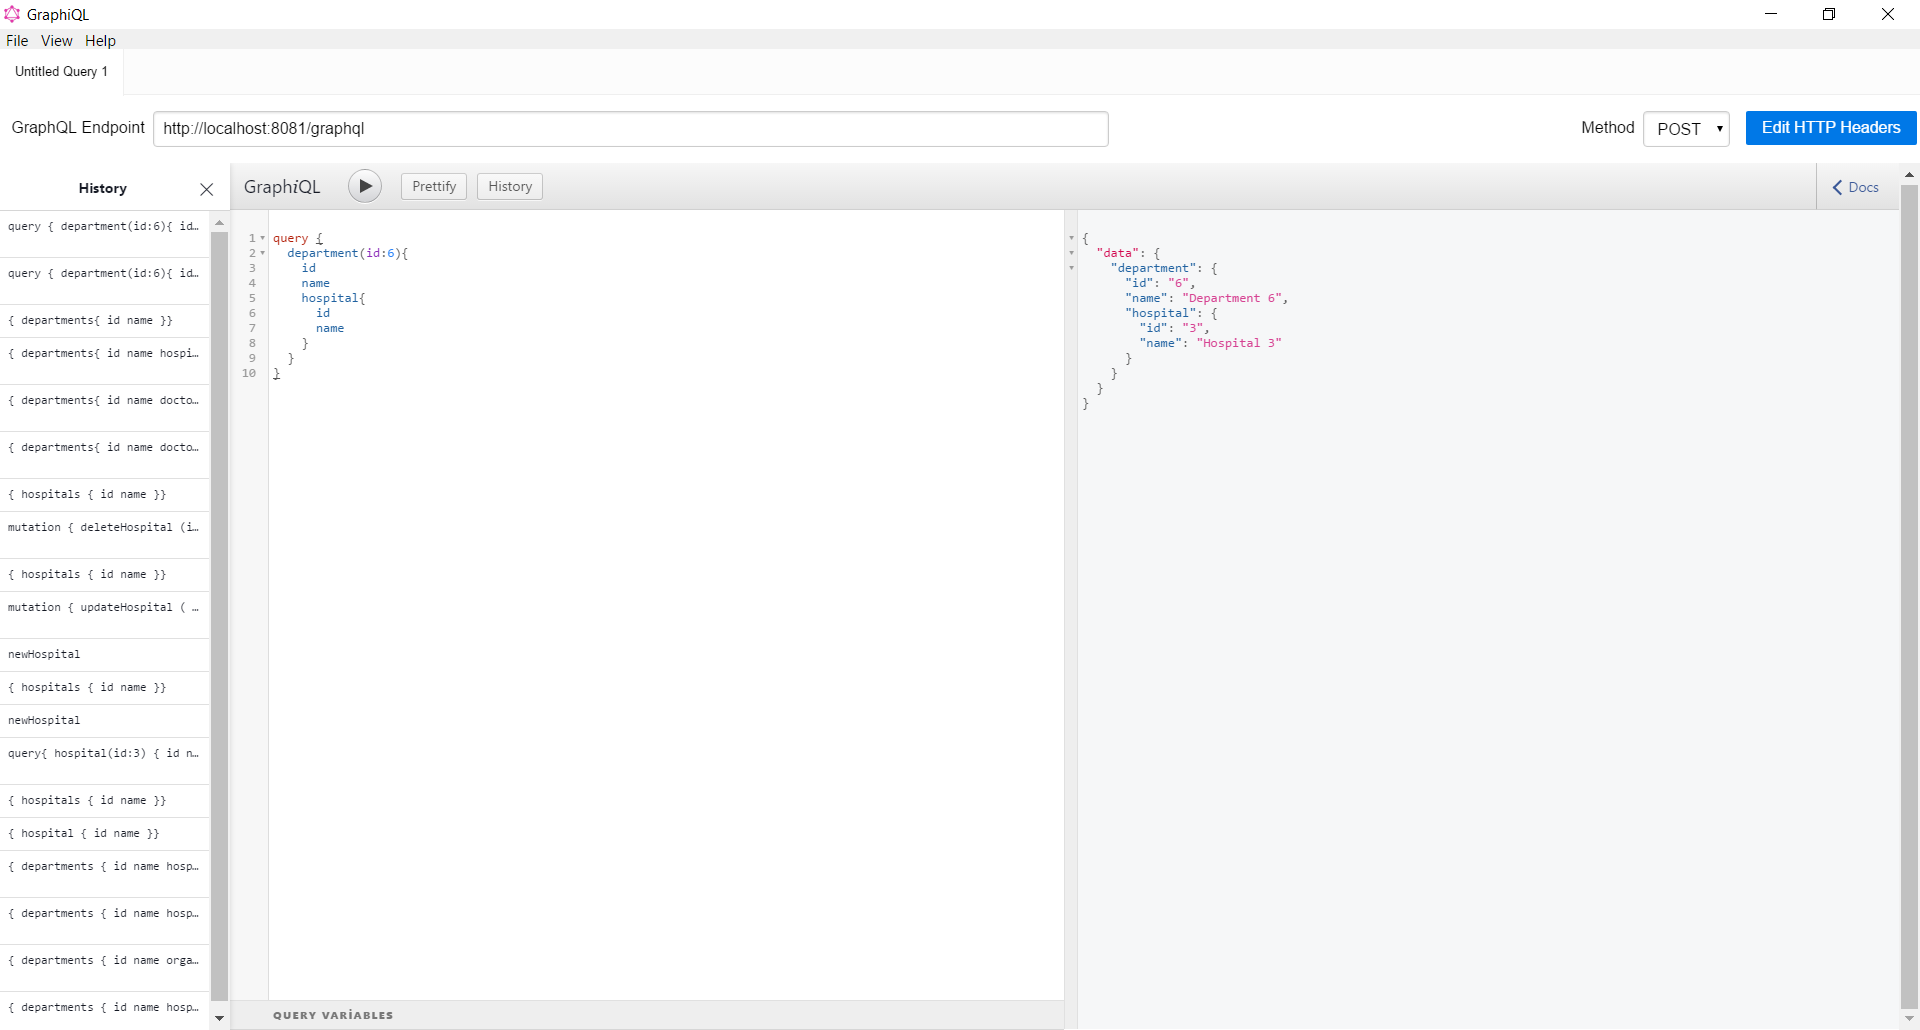 GraphiQL
File View Help
Untitled Query 1
GraphQL Endpoint http://localhost:8081/graphql Method POST Edit HTTP Headers
History
query { department(id:6){ id…
query { department(id:6){ id…
{ departments{ id name }}
{ departments{ id name hospi…
{ departments{ id name docto…
{ departments{ id name docto…
{ hospitals { id name }}
mutation { deleteHospital (i…
{ hospitals { id name }}
mutation { updateHospital ( …
newHospital
{ hospitals { id name }}
newHospital
query{ hospital(id:3) { id n…
{ hospitals { id name }}
{ hospital { id name }}
{ departments { id name hosp…
{ departments { id name hosp…
{ departments { id name orga…
{ departments { id name hosp…
GraphiQL Prettify History Docs
1 query {
2 department(id:6){
3 id
4 name
5 hospital{
6 id
7 name
8 }
9 }
10 }
QUERY VARİABLES
{
"data": {
"department": {
"id": "6",
"name": "Department 6",
"hospital": {
"id": "3",
"name": "Hospital 3"
}
}
}
}